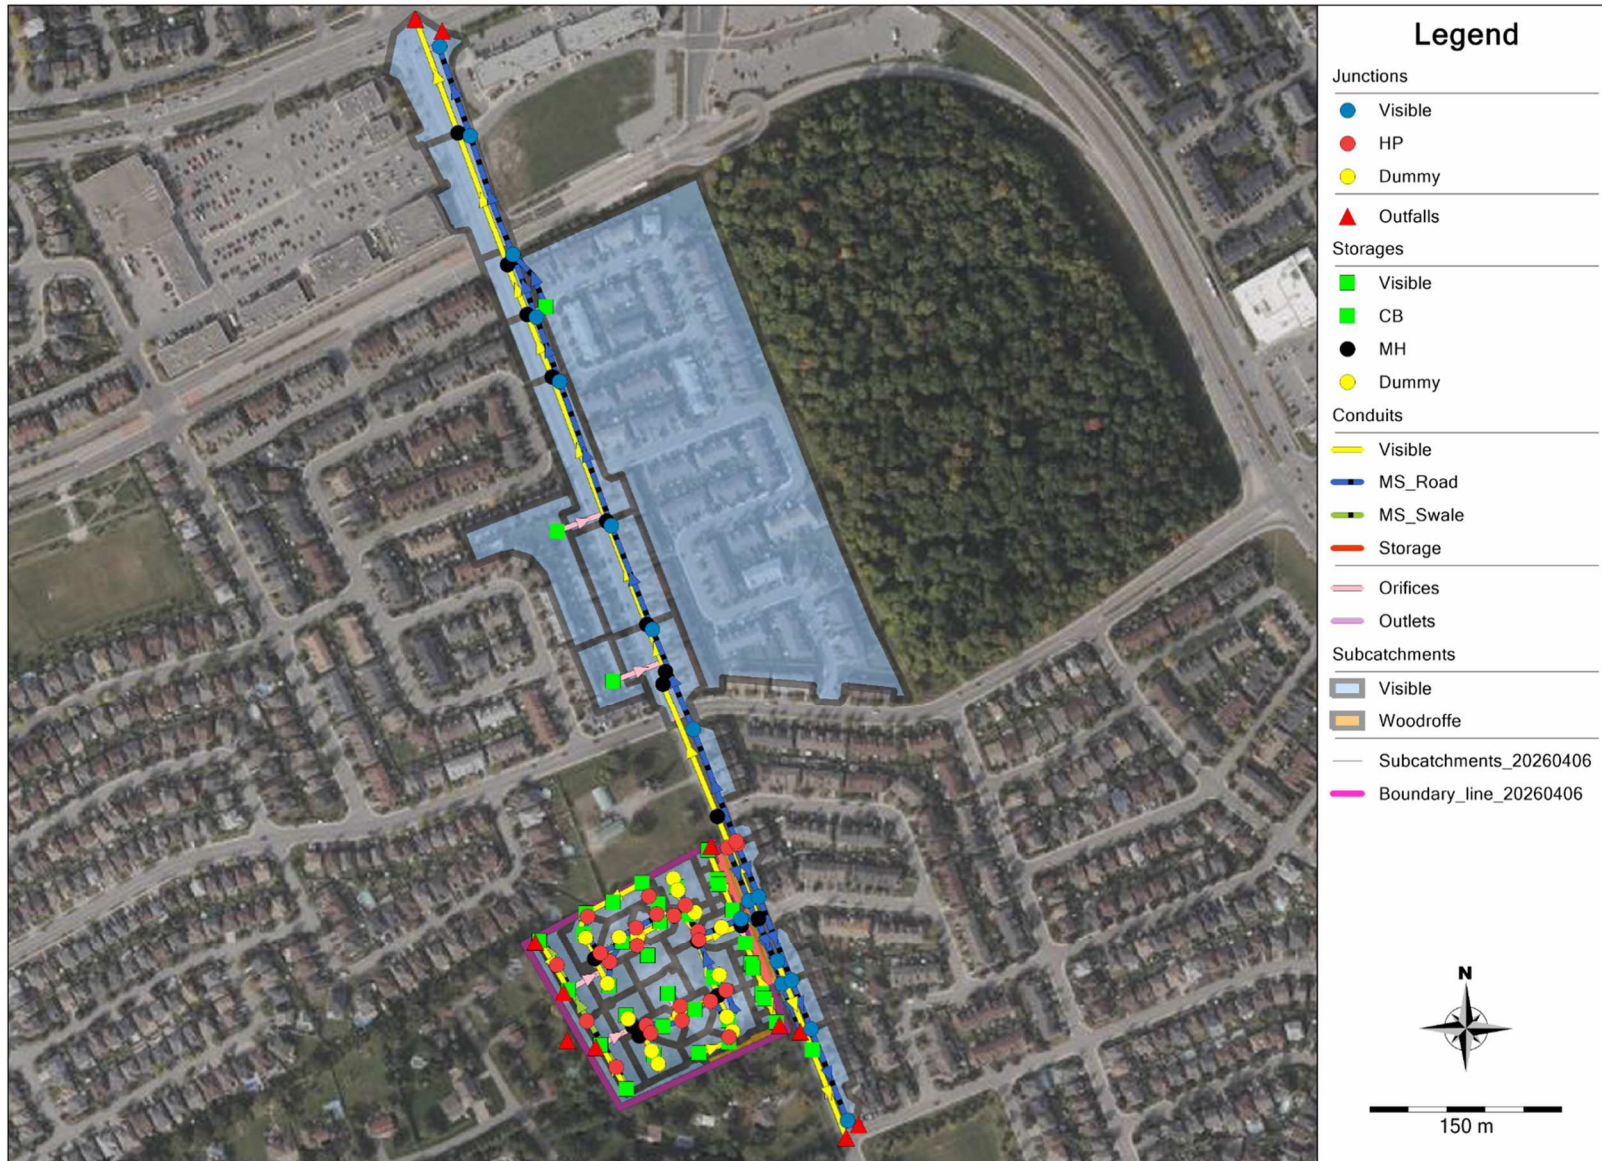 Legend
Junctions
Visible
HP
Dummy
Outfalls
Storages
Visible
CB
MH
Dummy
Conduits
Visible
MS_Road
MS_Swale
Storage
Orifices
Outlets
Subcatchments
Visible
Woodroffe
Subcatchments_20260406
Boundary_line_20260406
N
150 m